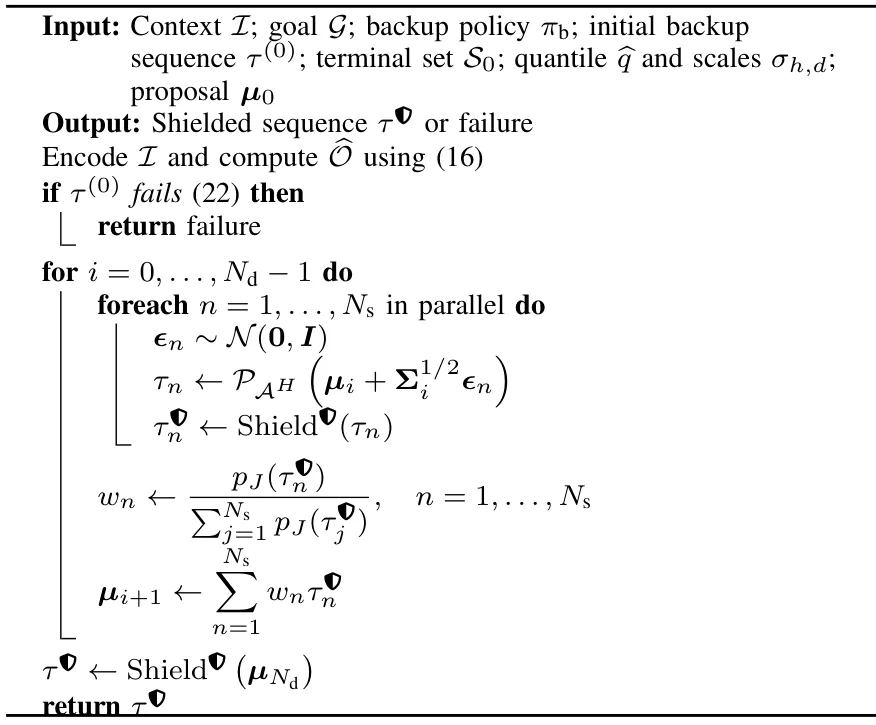 Input: Context ℐ; goal 𝒢; backup policy π_b; initial backup
sequence τ^(0); terminal set 𝒮_0; quantile q̂ and scales σ_{h,d};
proposal μ_0
Output: Shielded sequence τ^🛡 or failure
Encode ℐ and compute 𝒪̂ using (16)
if τ^(0) fails (22) then
return failure
for i = 0, . . . , N_d − 1 do
foreach n = 1, . . . , N_s in parallel do
ϵ_n ∼ 𝒩(0, I)
τ_n ← 𝒫_{𝒜^H} (μ_i + Σ_i^{1/2} ϵ_n)
τ_n^🛡 ← Shield^🛡(τ_n)
w_n ← p_J(τ_n^🛡) / ∑_{j=1}^{N_s} p_J(τ_j^🛡), n = 1, . . . , N_s
μ_{i+1} ← ∑_{n=1}^{N_s} w_n τ_n^🛡
τ^🛡 ← Shield^🛡 (μ_{N_d})
return τ^🛡